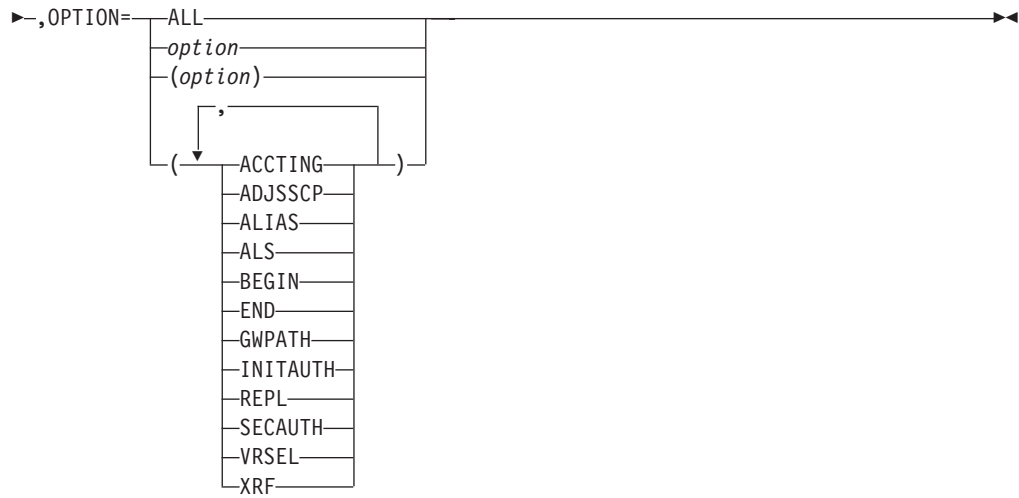 ,OPTION= ALL
option
(option)
,
( ACCTING )
ADJSSCP
ALIAS
ALS
BEGIN
END
GWPATH
INITAUTH
REPL
SECAUTH
VRSEL
XRF